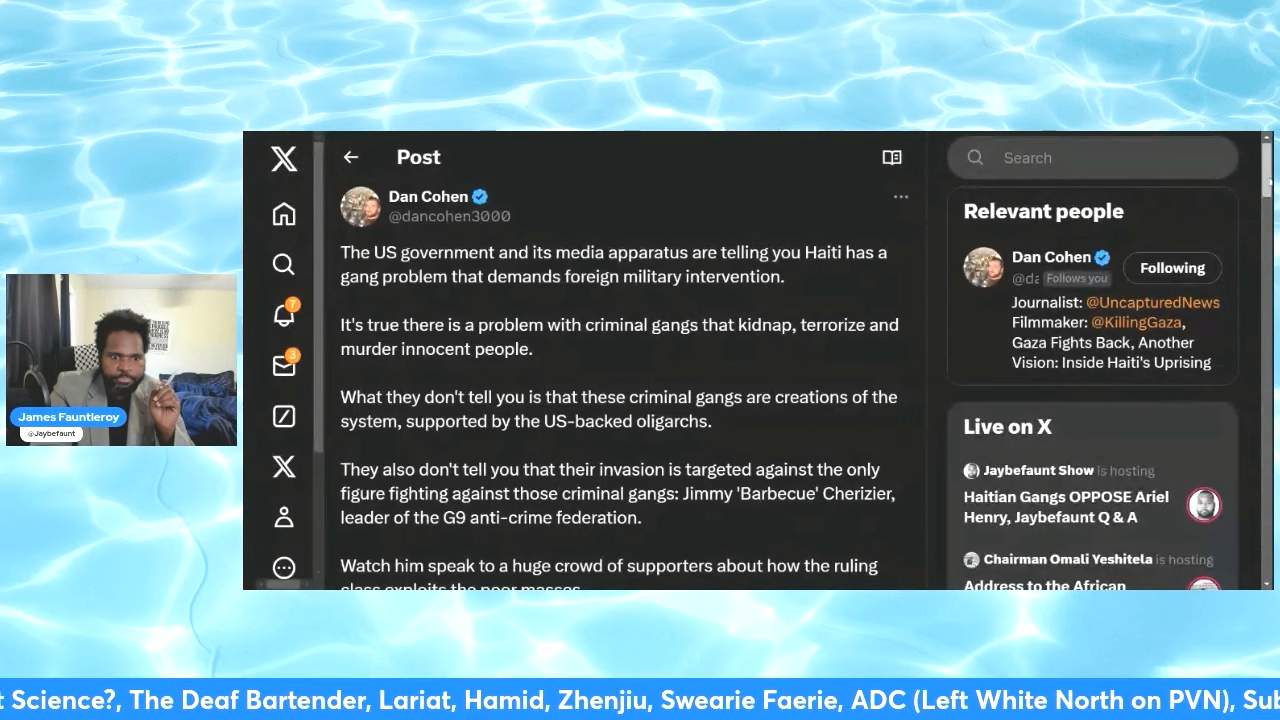 Post
Dan Cohen
@dancohen3000
The US government and its media apparatus are telling you Haiti has a
gang problem that demands foreign military intervention.
It's true there is a problem with criminal gangs that kidnap, terrorize and
murder innocent people.
What they don't tell you is that these criminal gangs are creations of the
system, supported by the US-backed oligarchs.
They also don't tell you that their invasion is targeted against the only
figure fighting against those criminal gangs: Jimmy 'Barbecue' Cherizier,
leader of the G9 anti-crime federation.
Watch him speak to a huge crowd of supporters about how the ruling
class exploits the poor masses.
7
3
Search
Relevant people
Dan Cohen
@da Follows you
Following
Journalist: @UncapturedNews
Filmmaker: @KillingGaza,
Gaza Fights Back, Another
Vision: Inside Haiti's Uprising
Live on X
Jaybefaunt Show is hosting
Haitian Gangs OPPOSE Ariel
Henry, Jaybefaunt Q & A
Chairman Omali Yeshitela is hosting
Address to the African
James Fauntleroy
@Jaybefaunt
t Science?, The Deaf Bartender, Lariat, Hamid, Zhenjiu, Swearie Faerie, ADC (Left White North on PVN), Sub